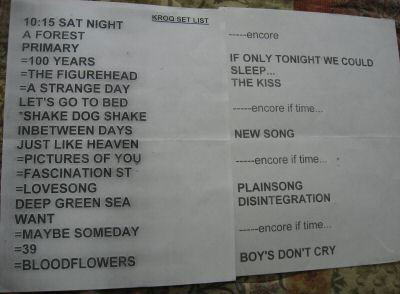 KROQ SET LIST
10:15 SAT NIGHT
A FOREST
PRIMARY
=100 YEARS
=THE FIGUREHEAD
=A STRANGE DAY
LET'S GO TO BED
*SHAKE DOG SHAKE
INBETWEEN DAYS
JUST LIKE HEAVEN
=PICTURES OF YOU
=FASCINATION ST
=LOVESONG
DEEP GREEN SEA
WANT
=MAYBE SOMEDAY
=39
=BLOODFLOWERS
-----encore
IF ONLY TONIGHT WE COULD
SLEEP...
THE KISS
-----encore if time...
NEW SONG
-----encore if time...
PLAINSONG
DISINTEGRATION
-----encore if time...
BOY'S DON'T CRY